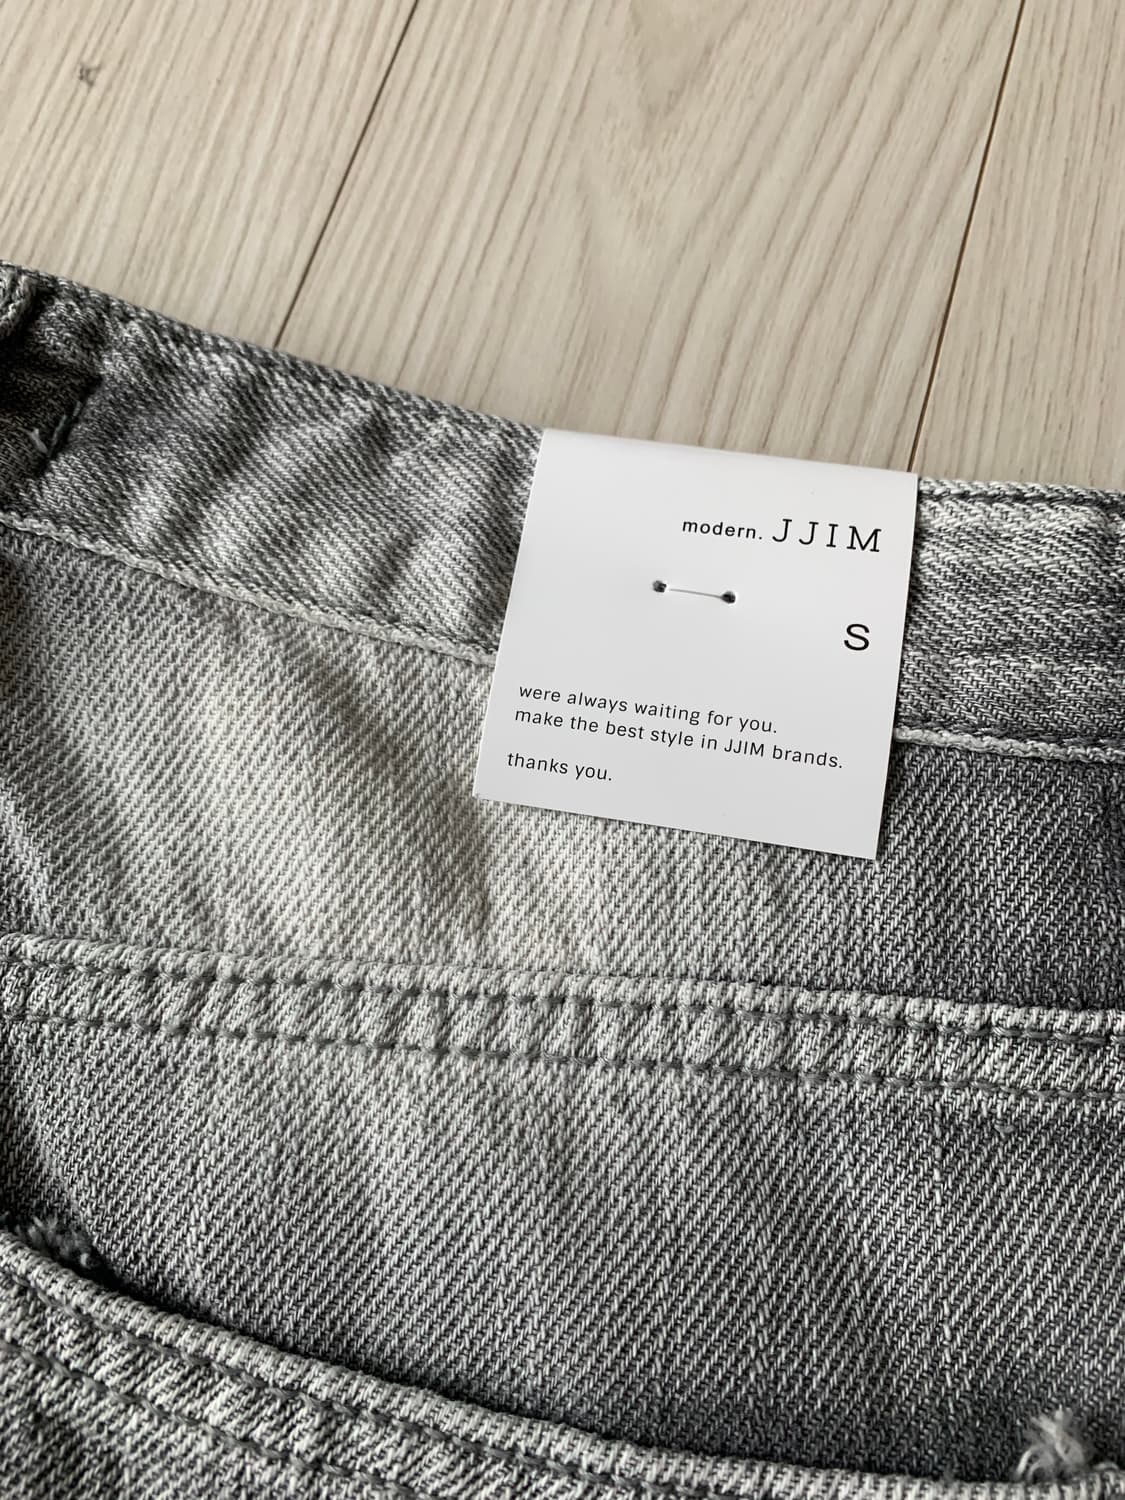 modern. JJIM
S
were always waiting for you.
make the best style in JJIM brands.
thanks you.